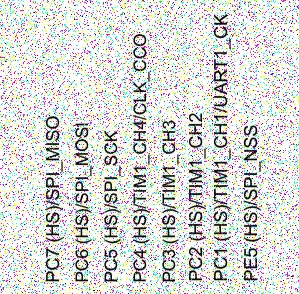 PC7 (HS)/SPI_MISO
PC6 (HS)/SPI_MOSI
PC5 (HS)/SPI_SCK
PC4 (HS)/TIM1_CH4/CLK_CCO
PC3 (HS)/TIM1_CH3
PC2 (HS)/TIM1_CH2
PC1 (HS)/TIM1_CH1/UART1_CK
PE5 (HS)/SPI_NSS